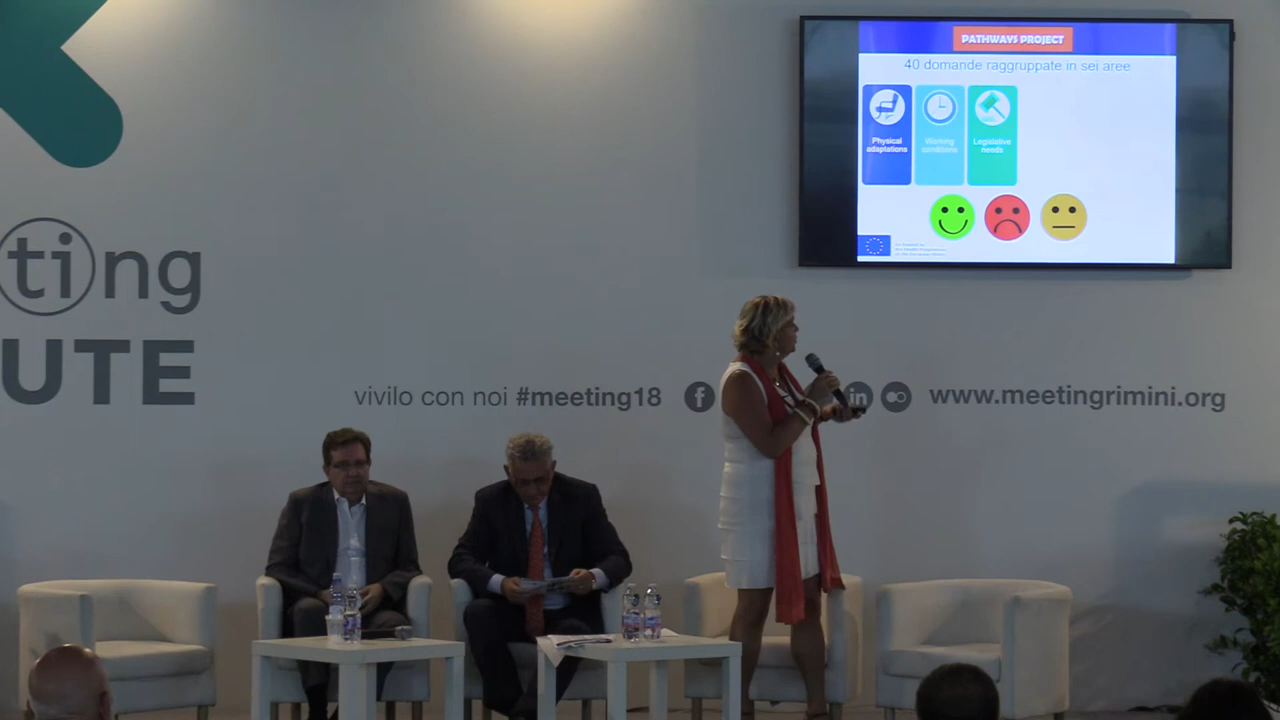 PATHWAYS PROJECT
40 domande raggruppate in sei aree
Physical adaptations
Working conditions
Legislative needs
ting
UTE
vivilo con noi #meeting18
f
in
www.meetingrimini.org